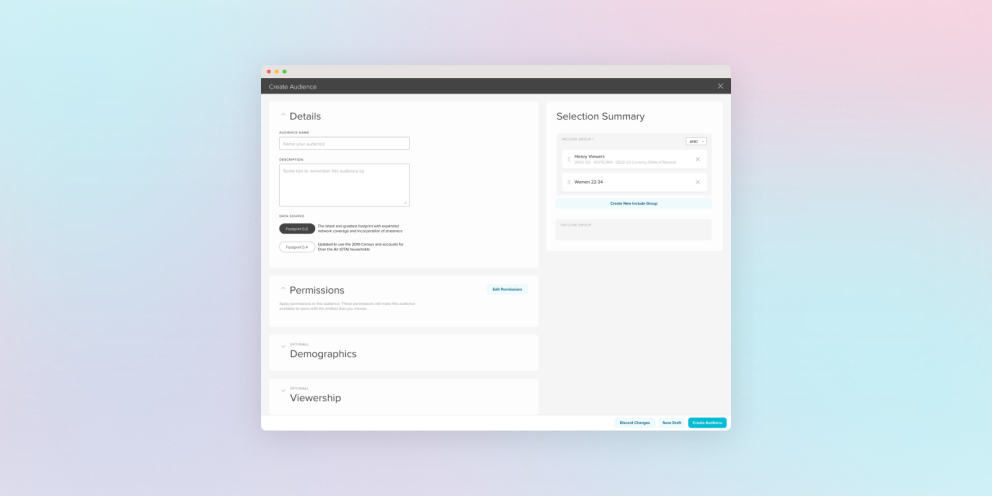 Create Audience
Details
AUDIENCE NAME
Name your audience
DESCRIPTION
Some text to remember this audience by
DATA SOURCE
Footprint 5.0
The latest and greatest footprint with expanded
network coverage and incorporation of streamers
Footprint 5.4
Updated to use the 2010 Census and accounts for
Over the Air (OTA) households
Permissions
Edit Permissions
Apply permissions to this audience. These permissions will make this audience
available to users with the entities that you choose.
OPTIONAL
Demographics
OPTIONAL
Viewership
Selection Summary
INCLUDE GROUP 1
AND
Heavy Viewers
Women 22-34
Create New Include Group
GROUP
Discard Changes
Save Draft
Create Audience